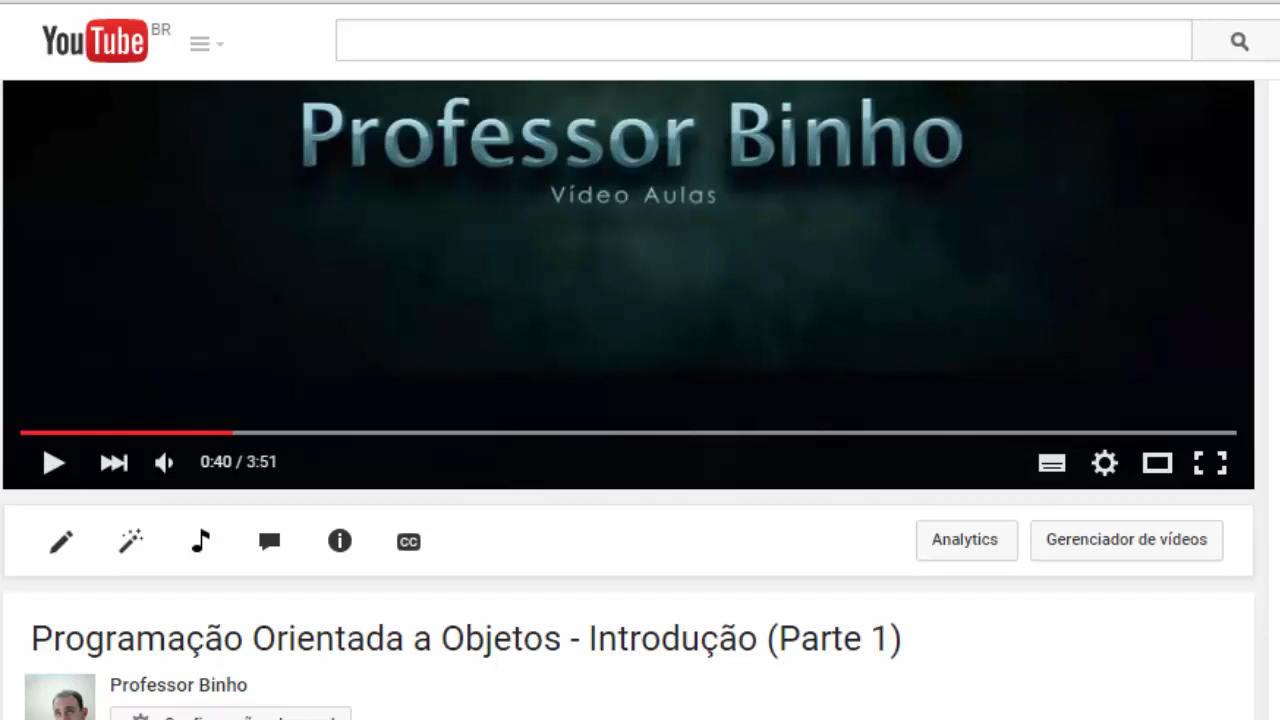 YouTube BR
Professor Binho
Vídeo Aulas
0:40 / 3:51
CC
Analytics
Gerenciador de vídeos
Programação Orientada a Objetos - Introdução (Parte 1)
Professor Binho